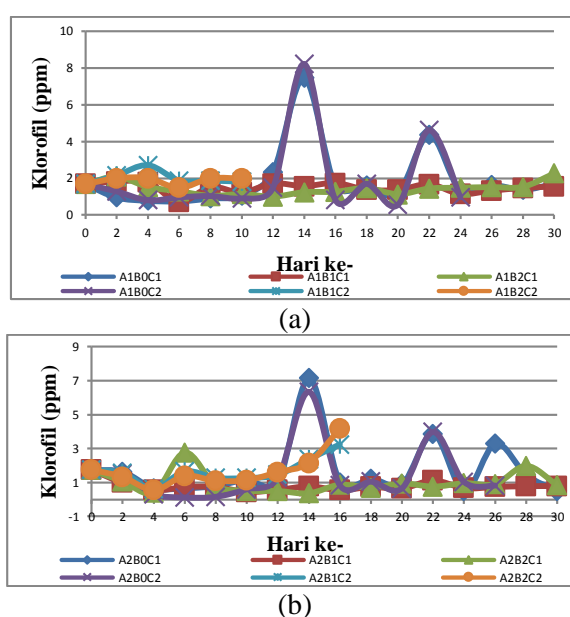 Klorofil (ppm)
10
8
6
4
2
0
0 2 4 6 8 10 12 14 16 18 20 22 24 26 28 30
Hari ke-
A1B0C1 A1B1C1 A1B2C1
A1B0C2 A1B1C2 A1B2C2
(a)
Klorofil (ppm)
9
7
5
3
1
-1
0 2 4 6 8 10 12 14 16 18 20 22 24 26 28 30
Hari ke-
A2B0C1 A2B1C1 A2B2C1
A2B0C2 A2B1C2 A2B2C2
(b)